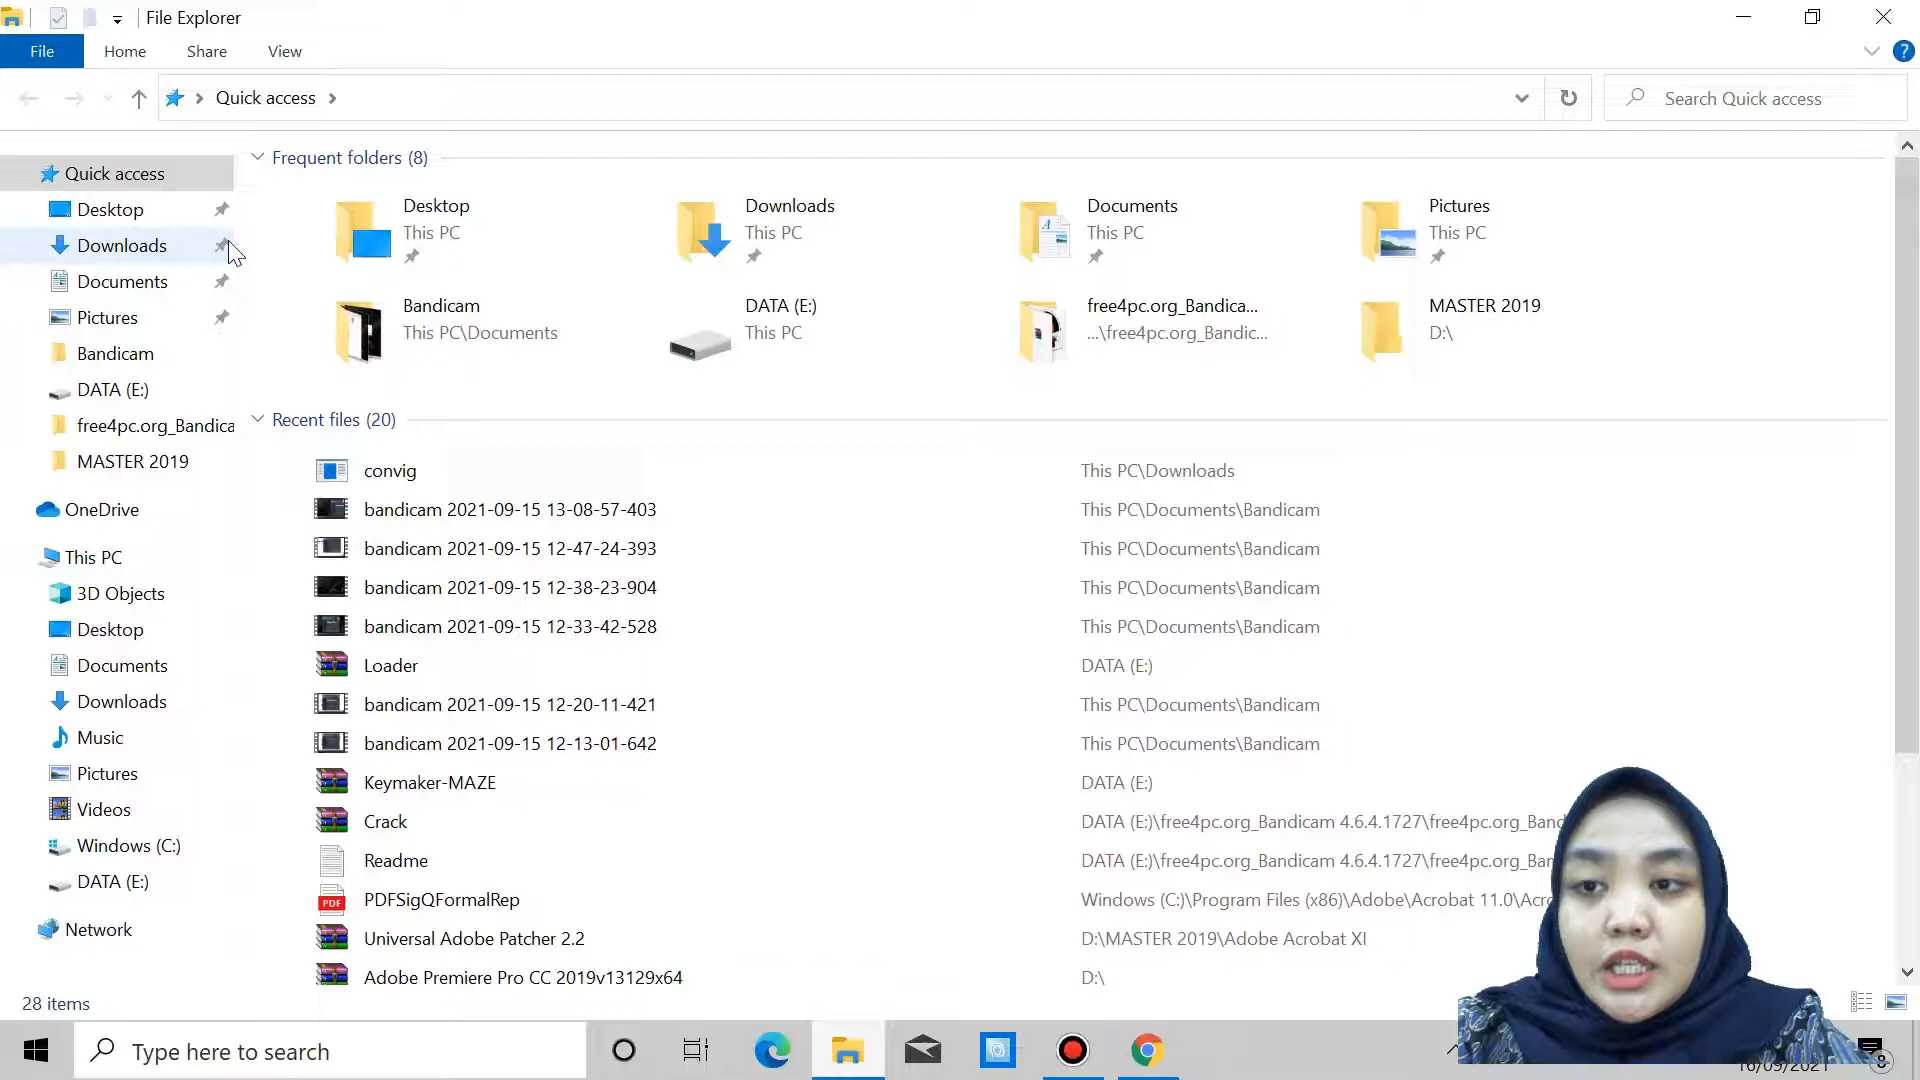 File Explorer
File
Home
Share
View
?
Quick access
Search Quick access
Quick access
Desktop
Downloads
Documents
Pictures
Bandicam
DATA (E:)
free4pc.org_Bandica
MASTER 2019
OneDrive
This PC
3D Objects
Desktop
Documents
Downloads
Music
Pictures
Videos
Windows (C:)
DATA (E:)
Network
Frequent folders (8)
Desktop
This PC
Downloads
This PC
Documents
This PC
Pictures
This PC
Bandicam
This PC\Documents
DATA (E:)
This PC
free4pc.org_Bandica...
...\free4pc.org_Bandic...
MASTER 2019
D:\
Recent files (20)
convig This PC\Downloads
bandicam 2021-09-15 13-08-57-403 This PC\Documents\Bandicam
bandicam 2021-09-15 12-47-24-393 This PC\Documents\Bandicam
bandicam 2021-09-15 12-38-23-904 This PC\Documents\Bandicam
bandicam 2021-09-15 12-33-42-528 This PC\Documents\Bandicam
Loader DATA (E:)
bandicam 2021-09-15 12-20-11-421 This PC\Documents\Bandicam
bandicam 2021-09-15 12-13-01-642 This PC\Documents\Bandicam
Keymaker-MAZE DATA (E:)
Crack DATA (E:)\free4pc.org_Bandicam 4.6.4.1727\free4pc.org_Band
Readme DATA (E:)\free4pc.org_Bandicam 4.6.4.1727\free4pc.org_Ban
PDF
PDFSigQFormalRep Windows (C:)\Program Files (x86)\Adobe\Acrobat 11.0\Acro
Universal Adobe Patcher 2.2 D:\MASTER 2019\Adobe Acrobat XI
Adobe Premiere Pro CC 2019v13129x64 D:\
28 items
Type here to search
16/09/2021
8